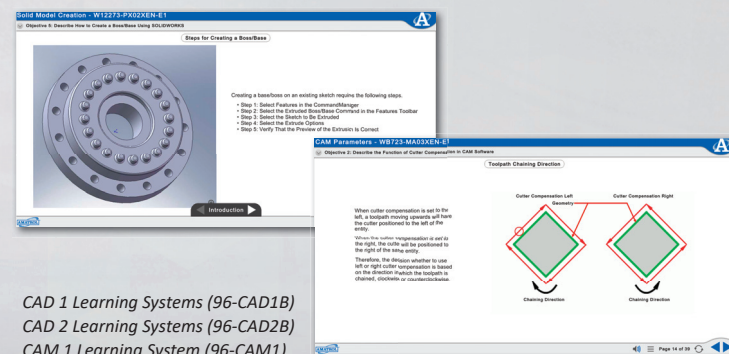 Solid Model Creation - W12273-PX02XEN-E1
Objective 5: Describe How to Create a Boss/Base Using SOLIDWORKS
Steps for Creating a Boss/Base
Creating a base/boss on an existing sketch requires the following steps.
• Step 1: Select Features in the CommandManager
• Step 2: Select the Extruded Boss/Base Command in the Features Toolbar
• Step 3: Select the Sketch to Be Extruded
• Step 4: Select the Extrude Options
• Step 5: Verify That the Preview of the Extrusion Is Correct
Introduction
AMATROL
CAM Parameters - WB723-MA03XEN-E1
Objective 2: Describe the Function of Cutter Compensation in CAM Software
Toolpath Chaining Direction
When cutter compensation is set to the
left, a toolpath moving upwards will have
the cutter positioned to the left of the
entity.
When the cutter compensation is set to
the right, the cutter will be positioned to
the right of the same entity.
Therefore, the decision whether to use
left or right cutter compensation is based
on the direction in which the toolpath is
chained, clockwise or counterclockwise.
Cutter Compensation Left
Cutter Compensation Right
Geometry
Chaining Direction
Chaining Direction
AMATROL
Page 14 of 39
CAD 1 Learning Systems (96-CAD1B)
CAD 2 Learning Systems (96-CAD2B)
CAM 1 Learning System (96-CAM1)